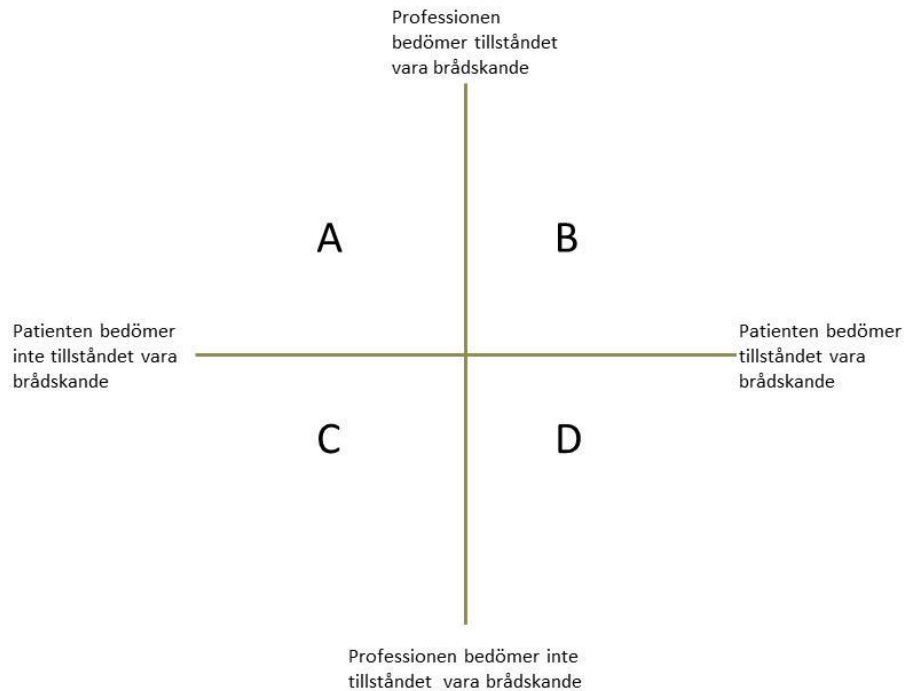 Professionen
bedömer tillståndet
vara brådskande
A
B
Patienten bedömer
inte tillståndet vara
brådskande
Patienten bedömer
tillståndet vara
brådskande
C
D
Professionen bedömer inte
tillståndet vara brådskande